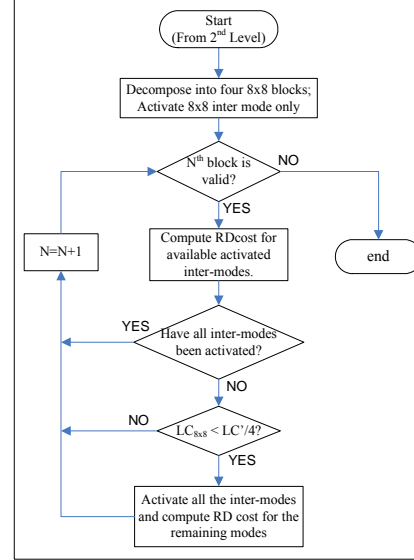 Start
(From 2nd Level)
Decompose into four 8x8 blocks;
Activate 8x8 inter mode only
Nth block is
valid?
NO
YES
N=N+1
Compute RDcost for
available activated
inter-modes.
end
YES
Have all inter-modes
been activated?
NO
NO
LC8x8 < LC'/4?
YES
Activate all the inter-modes
and compute RD cost for the
remaining modes